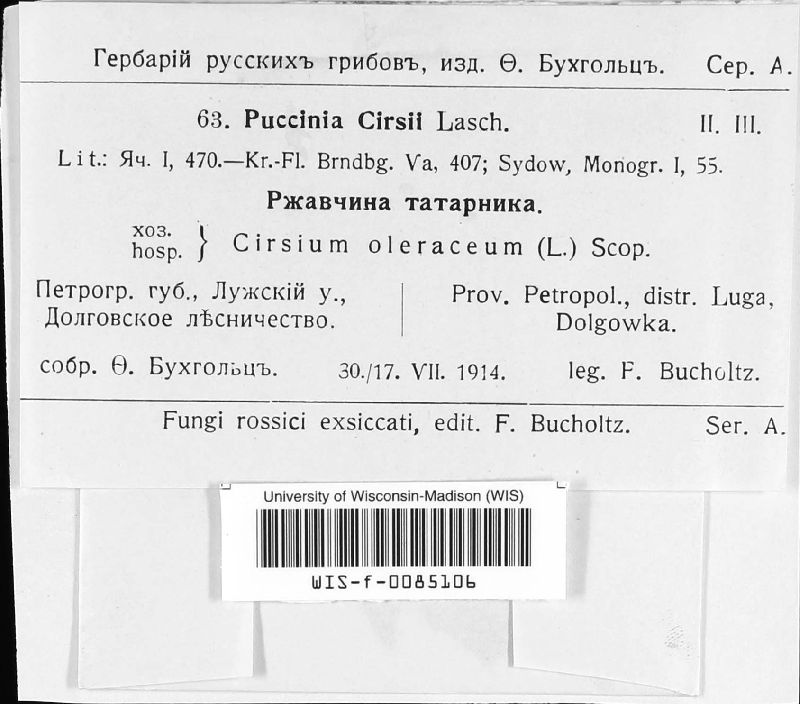 Гербарій русскихъ грибовъ, изд. Ѳ. Бухгольцъ. Сер. А.
63. Puccinia Cirsii Lasch. II. III.
Lit.: Яч. I, 470.—Kr.-Fl. Brndbg. Va, 407; Sydow, Monogr. I, 55.
Ржавчина татарника.
хоз.
hosp. } Cirsium oleraceum (L.) Scop.
Петрогр. губ., Лужскій у.,
Долговское лѣсничество.
Prov. Petropol., distr. Luga,
Dolgowka.
собр. Ѳ. Бухгольцъ. 30./17. VII. 1914. leg. F. Bucholtz.
Fungi rossici exsiccati, edit. F. Bucholtz. Ser. A.
University of Wisconsin-Madison (WIS)
WIS-f-0085106